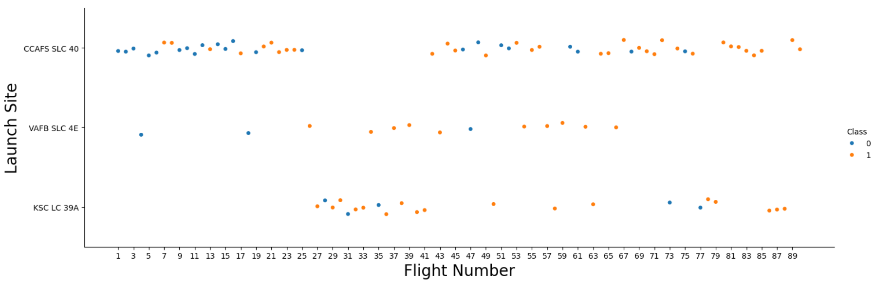 CCAFS SLC 40
VAFB SLC 4E
KSC LC 39A
Launch Site
1 3 5 7 9 11 13 15 17 19 21 23 25 27 29 31 33 35 37 39 41 43 45 47 49 51 53 55 57 59 61 63 65 67 69 71 73 75 77 79 81 83 85 87 89
Flight Number
Class
0
1